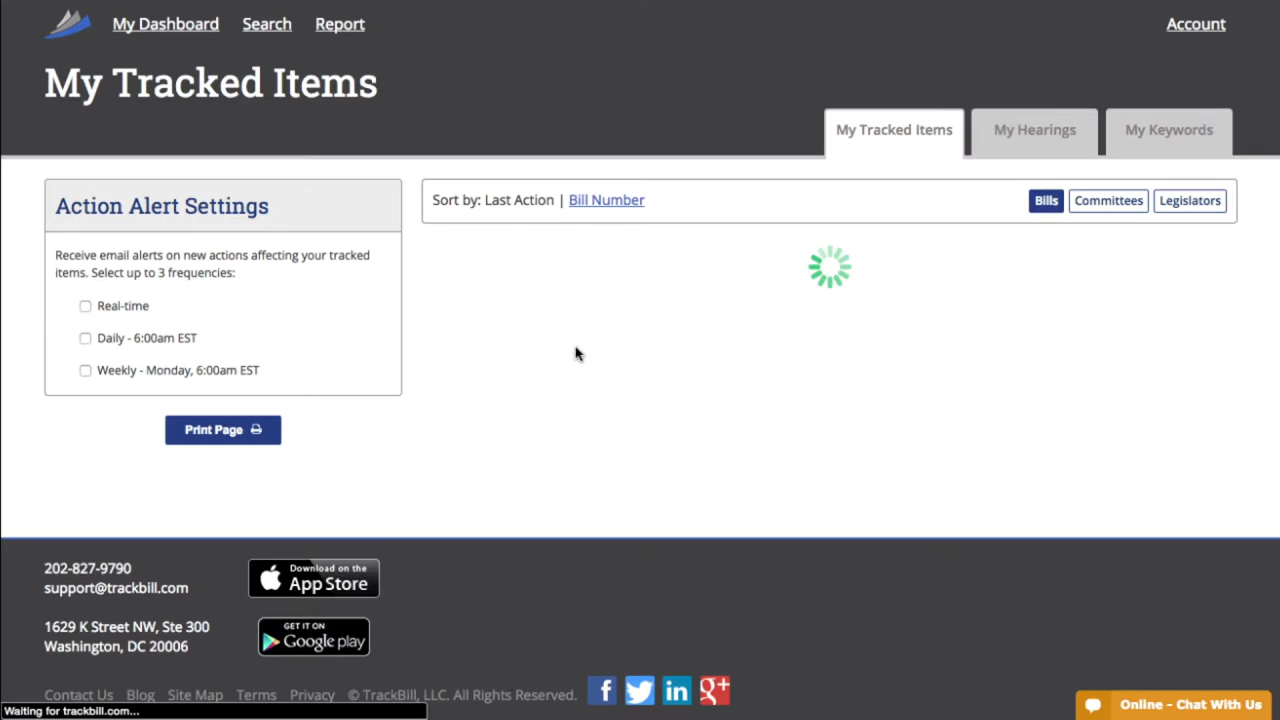 My Dashboard Search Report Account
My Tracked Items
My Tracked Items My Hearings My Keywords
Action Alert Settings
Receive email alerts on new actions affecting your tracked
items. Select up to 3 frequencies:
Real-time
Daily - 6:00am EST
Weekly - Monday, 6:00am EST
Print Page
Sort by: Last Action | Bill Number
Bills Committees Legislators
202-827-9790
support@trackbill.com
1629 K Street NW, Ste 300
Washington, DC 20006
Download on the
App Store
GET IT ON
Google play
Contact Us Blog Site Map Terms Privacy © TrackBill, LLC. All Rights Reserved.
f in g+
Waiting for trackbill.com...
Online - Chat With Us